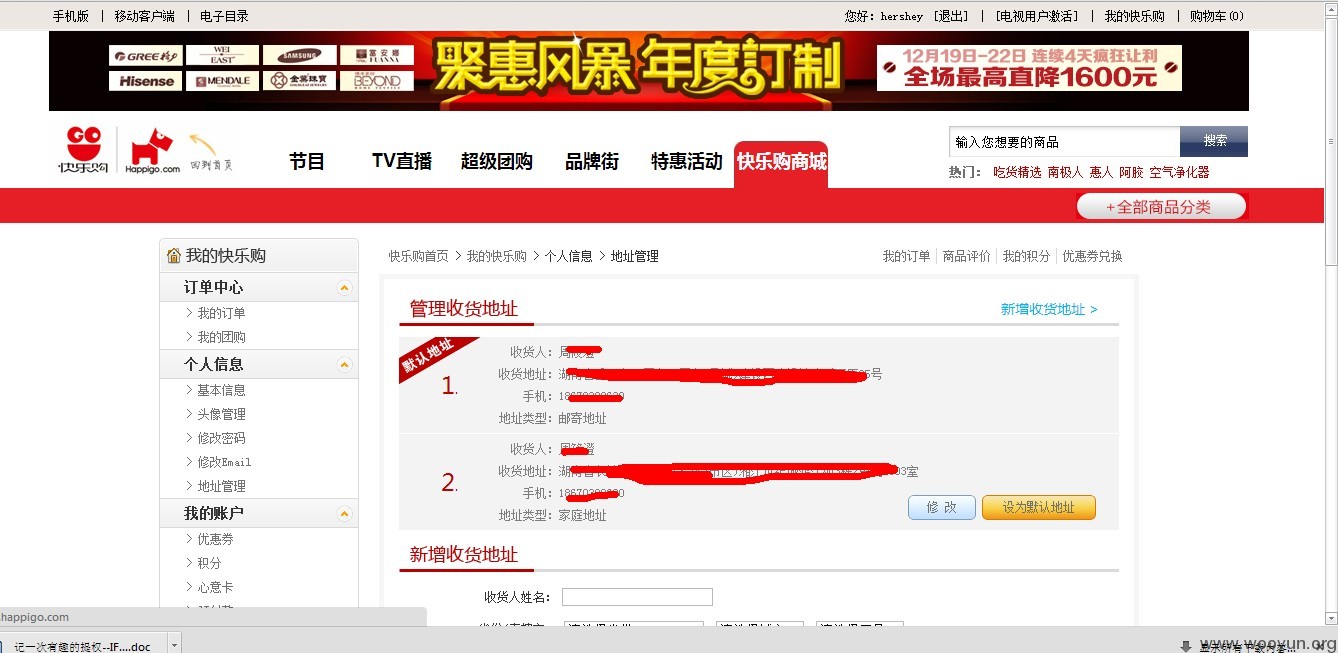 手机版 | 移动客户端 | 电子目录
您好：hershey [退出] | [电视用户激活] | 我的快乐购 | 购物车(0)
GREE 格力 WEI EAST SAMSUNG 富安娜 FUANNA
Hisense MENDALE 金葉珠寶 BEYOND
聚惠风暴 年度订制
12月19日-22日 连续4天疯狂让利
全场最高直降1600元
GO 快乐购 Happigo.com 回到首页
节目 TV直播 超级团购 品牌街 特惠活动 快乐购商城
输入您想要的商品 搜索
热门： 吃货精选 南极人 惠人 阿胶 空气净化器
+全部商品分类
我的快乐购
订单中心
> 我的订单
> 我的团购
个人信息
> 基本信息
> 头像管理
> 修改密码
> 修改Email
> 地址管理
我的账户
> 优惠券
> 积分
> 心意卡
快乐购首页 > 我的快乐购 > 个人信息 > 地址管理
我的订单 商品评价 我的积分 优惠券兑换
管理收货地址
新增收货地址 >
默认地址
1.
收货人：周
收货地址：湖 5号
手机：18
地址类型：邮寄地址
2.
收货人：周 澄
收货地址：湖 03室
手机：18 0
地址类型：家庭地址
修 改 设为默认地址
新增收货地址
收货人姓名：
happigo.com
记一次有趣的提权--IF....doc
www.wooyun.org